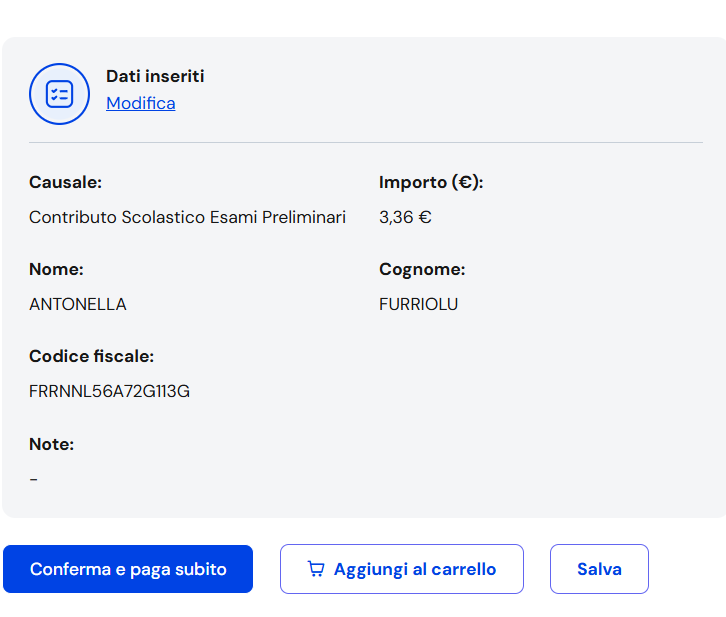 Dati inseriti
Modifica
Causale: Importo (€):
Contributo Scolastico Esami Preliminari 3,36 €
Nome: Cognome:
ANTONELLA FURRIOLU
Codice fiscale:
FRRNNL56A72G113G
Note:
-
Conferma e paga subito Aggiungi al carrello Salva